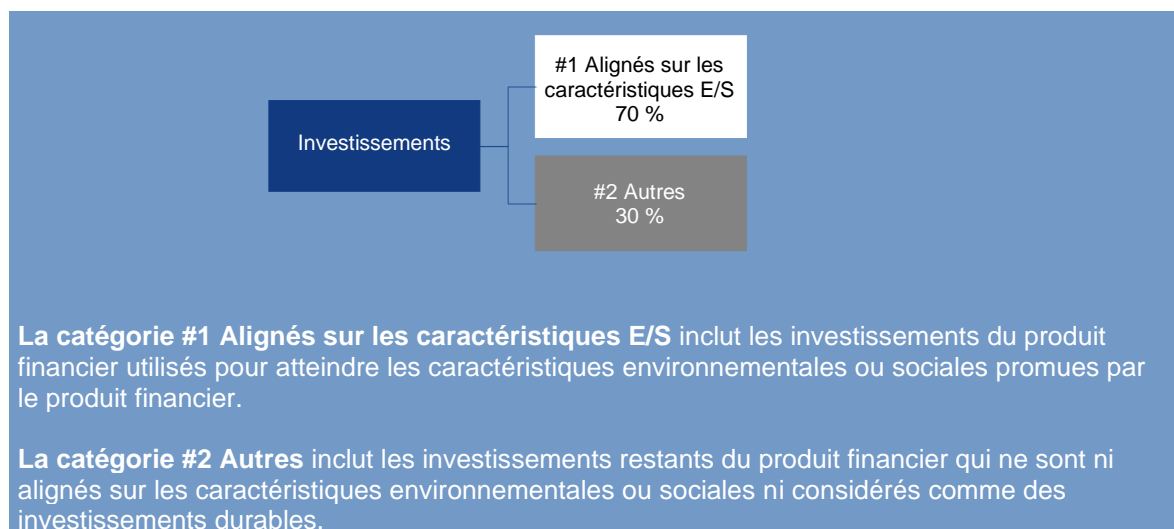 #1 Alignés sur les
caractéristiques E/S
70 %
Investissements
#2 Autres
30 %
La catégorie #1 Alignés sur les caractéristiques E/S inclut les investissements du produit
financier utilisés pour atteindre les caractéristiques environnementales ou sociales promues par
le produit financier.
La catégorie #2 Autres inclut les investissements restants du produit financier qui ne sont ni
alignés sur les caractéristiques environnementales ou sociales ni considérés comme des
investissements durables.